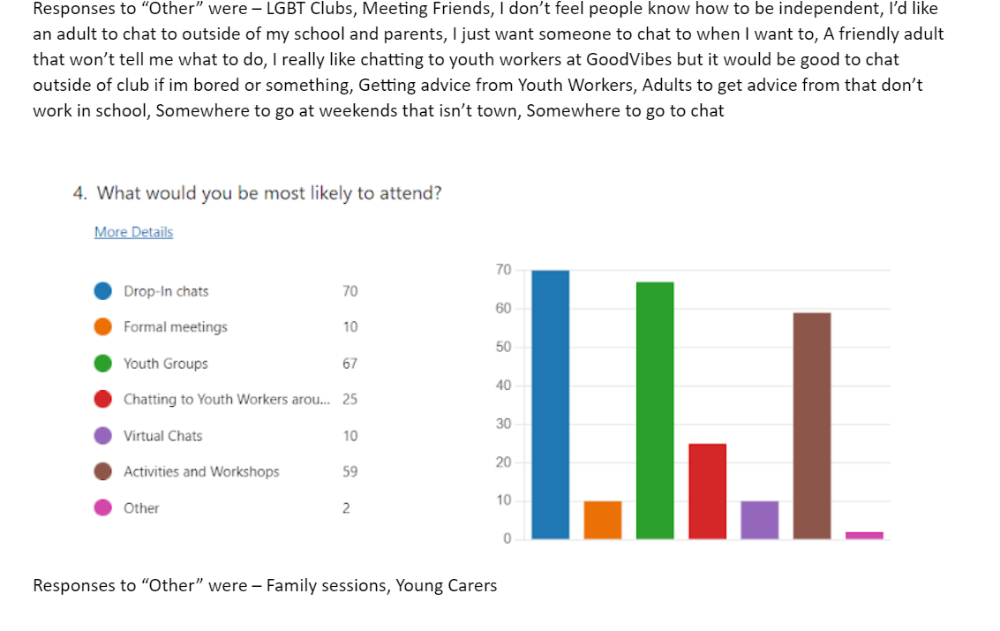 Responses to “Other” were – LGBT Clubs, Meeting Friends, I don’t feel people know how to be independent, I’d like
an adult to chat to outside of my school and parents, I just want someone to chat to when I want to, A friendly adult
that won’t tell me what to do, I really like chatting to youth workers at GoodVibes but it would be good to chat
outside of club if im bored or something, Getting advice from Youth Workers, Adults to get advice from that don’t
work in school, Somewhere to go at weekends that isn’t town, Somewhere to go to chat
4. What would you be most likely to attend?
More Details
Drop-In chats 70
Formal meetings 10
Youth Groups 67
Chatting to Youth Workers arou... 25
Virtual Chats 10
Activities and Workshops 59
Other 2
70
60
50
40
30
20
10
0
Responses to “Other” were – Family sessions, Young Carers